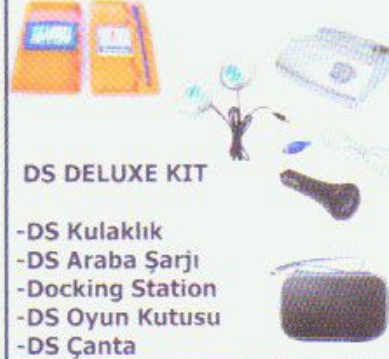 DS DELUXE KIT
-DS Kulaklık
-DS Araba Şarjı
-Docking Station
-DS Oyun Kutusu
-DS Çanta